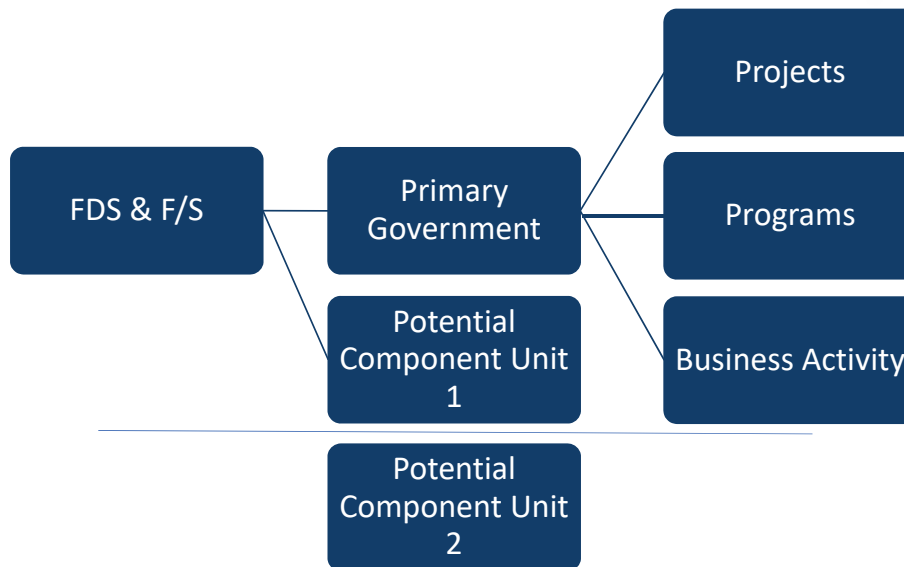 FDS & F/S
Primary
Government
Potential
Component Unit
1
Potential
Component Unit
2
Projects
Programs
Business Activity